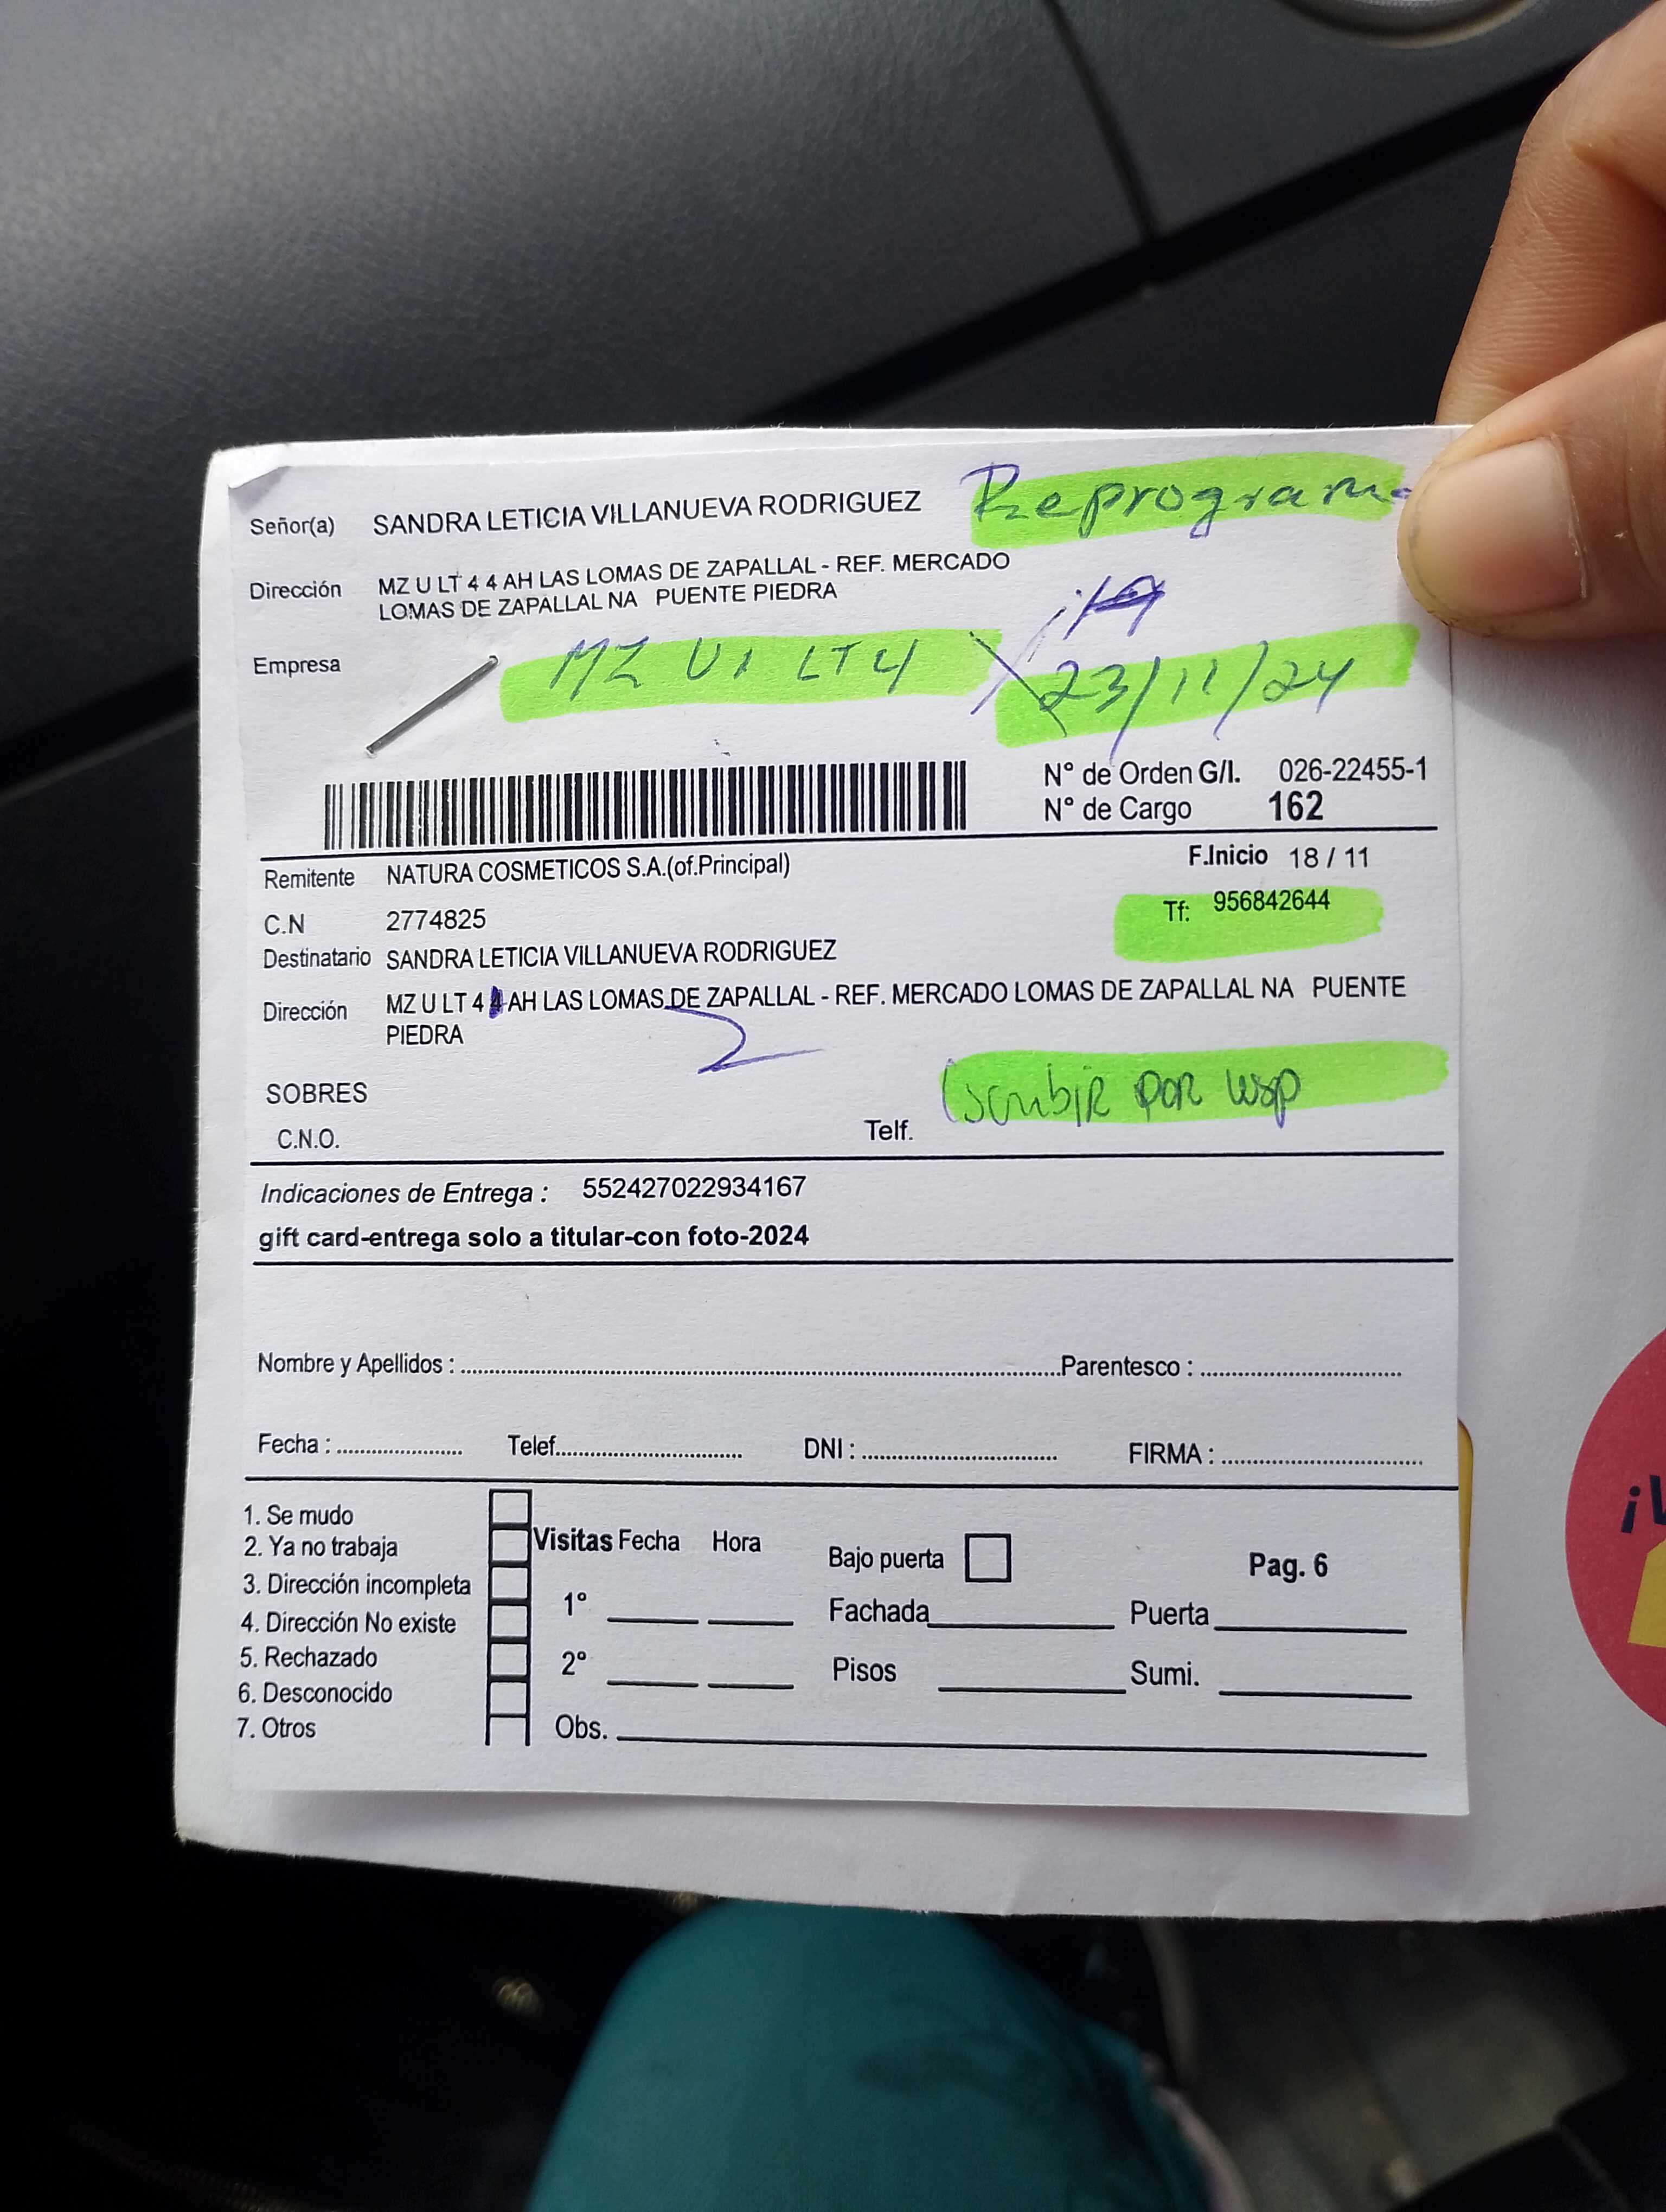 Señor(a) SANDRA LETICIA VILLANUEVA RODRIGUEZ
Dirección MZ U LT 4 4 AH LAS LOMAS DE ZAPALLAL - REF. MERCADO
LOMAS DE ZAPALLAL NA PUENTE PIEDRA
Empresa MZ U1 LT 4
23/11/24
N° de Orden G/I. 026-22455-1
N° de Cargo 162
Remitente NATURA COSMETICOS S.A.(of.Principal) F.Inicio 18 / 11
C.N 2774825 Tf: 956842644
Destinatario SANDRA LETICIA VILLANUEVA RODRIGUEZ
Dirección MZ U LT 4 AH LAS LOMAS DE ZAPALLAL - REF. MERCADO LOMAS DE ZAPALLAL NA PUENTE
PIEDRA
2
SOBRES
Escribir por wsp
C.N.O. Telf.
Indicaciones de Entrega : 552427022934167
gift card-entrega solo a titular-con foto-2024
Nombre y Apellidos : Parentesco :
Fecha : Telef. DNI : FIRMA :
1. Se mudo
2. Ya no trabaja
3. Dirección incompleta
4. Dirección No existe
5. Rechazado
6. Desconocido
7. Otros
Visitas Fecha Hora
1°
2°
Obs.
Bajo puerta Pag. 6
Fachada Puerta
Pisos Sumi.